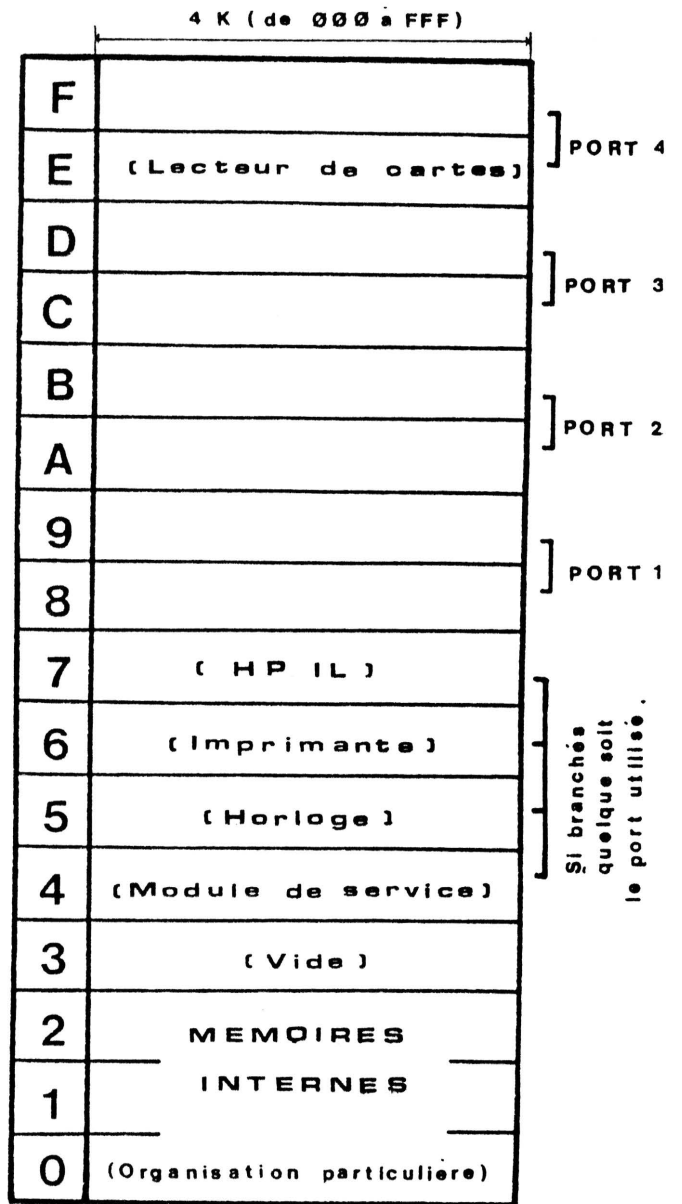 4 K (de ØØØ à FFF)
F
E (Lecteur de cartes)
PORT 4
D
C
PORT 3
B
A
PORT 2
9
8
PORT 1
7 ( HP IL )
6 (Imprimante)
5 (Horloge)
4 (Module de service)
Si branchés
quelque soit
le port utilisé.
3 (Vide)
2 MEMOIRES
INTERNES
1
0 (Organisation particulière)